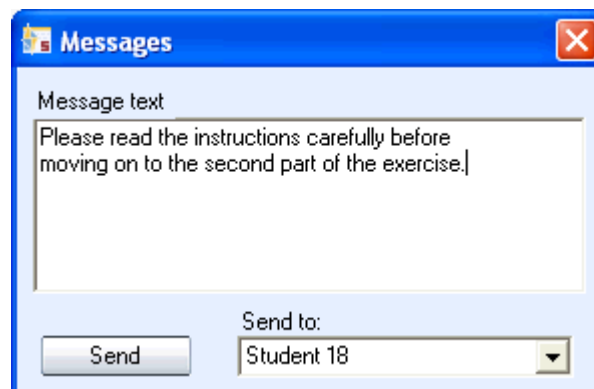 Messages
Message text
Please read the instructions carefully before
moving on to the second part of the exercise.
Send to:
Send
Student 18